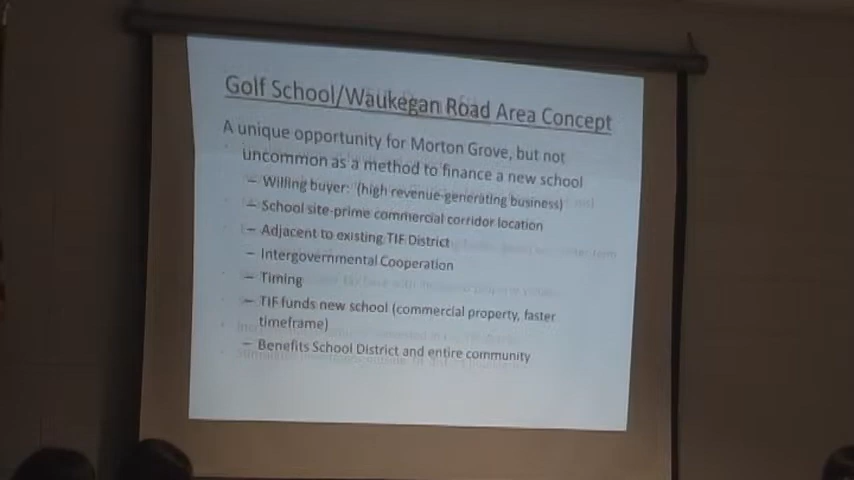 Golf School/Waukegan Road Area Concept
A unique opportunity for Morton Grove, but not
uncommon as a method to finance a new school
– Willing buyer: (high revenue-generating business)
– School site-prime commercial corridor location
– Adjacent to existing TIF District
– Intergovernmental Cooperation
– Timing
– TIF funds new school (commercial property, faster
timeframe)
– Benefits School District and entire community